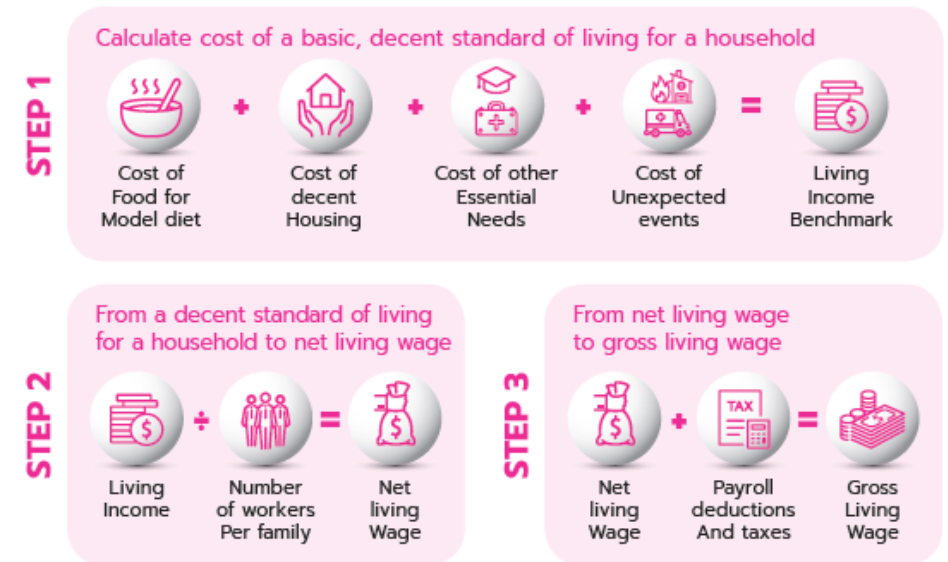 STEP 1
Calculate cost of a basic, decent standard of living for a household
Cost of
Food for
Model diet
Cost of
decent
Housing
Cost of other
Essential
Needs
Cost of
Unexpected
events
Living
Income
Benchmark
STEP 2
From a decent standard of living
for a household to net living wage
Living
Income
Number
of workers
Per family
Net
living
Wage
STEP 3
From net living wage
to gross living wage
Net
living
Wage
TAX
Payroll
deductions
And taxes
Gross
Living
Wage